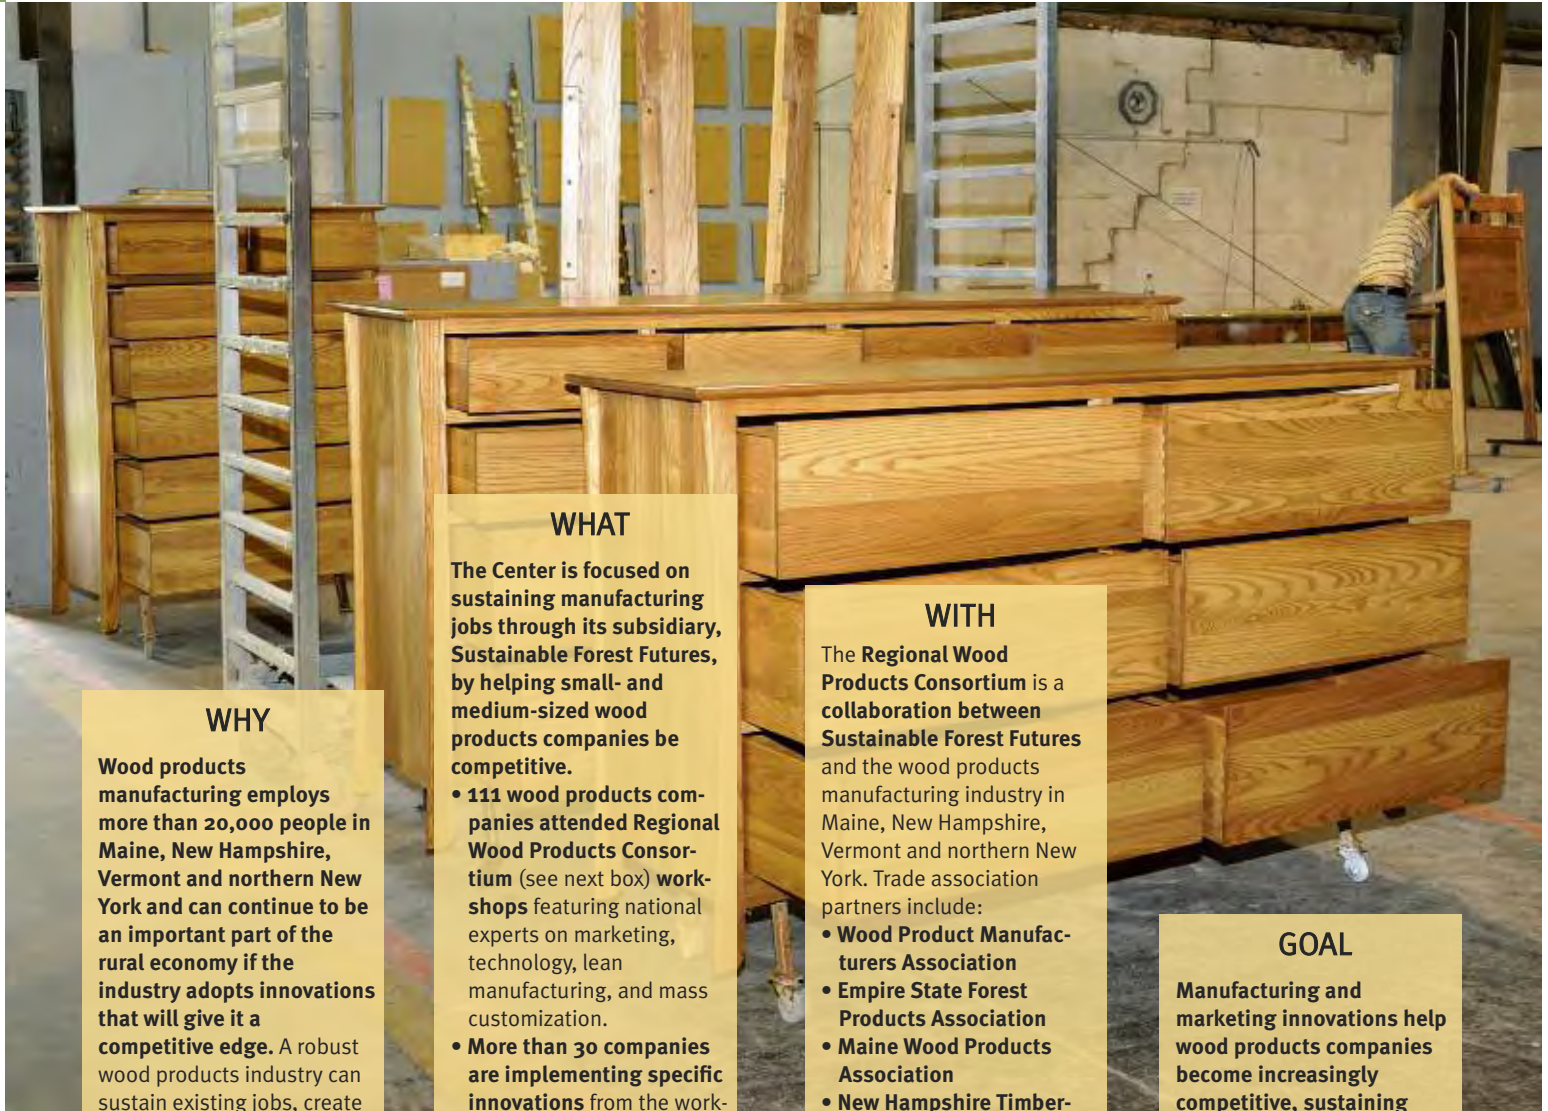 WHY
Wood products
manufacturing employs
more than 20,000 people in
Maine, New Hampshire,
Vermont and northern New
York and can continue to be
an important part of the
rural economy if the
industry adopts innovations
that will give it a
competitive edge. A robust
wood products industry can
sustain existing jobs, create
WHAT
The Center is focused on
sustaining manufacturing
jobs through its subsidiary,
Sustainable Forest Futures,
by helping small- and
medium-sized wood
products companies be
competitive.
• 111 wood products com-
panies attended Regional
Wood Products Consor-
tium (see next box) work-
shops featuring national
experts on marketing,
technology, lean
manufacturing, and mass
customization.
• More than 30 companies
are implementing specific
innovations from the work-
WITH
The Regional Wood
Products Consortium is a
collaboration between
Sustainable Forest Futures
and the wood products
manufacturing industry in
Maine, New Hampshire,
Vermont and northern New
York. Trade association
partners include:
• Wood Product Manufac-
turers Association
• Empire State Forest
Products Association
• Maine Wood Products
Association
• New Hampshire Timber-
GOAL
Manufacturing and
marketing innovations help
wood products companies
become increasingly
competitive, sustaining